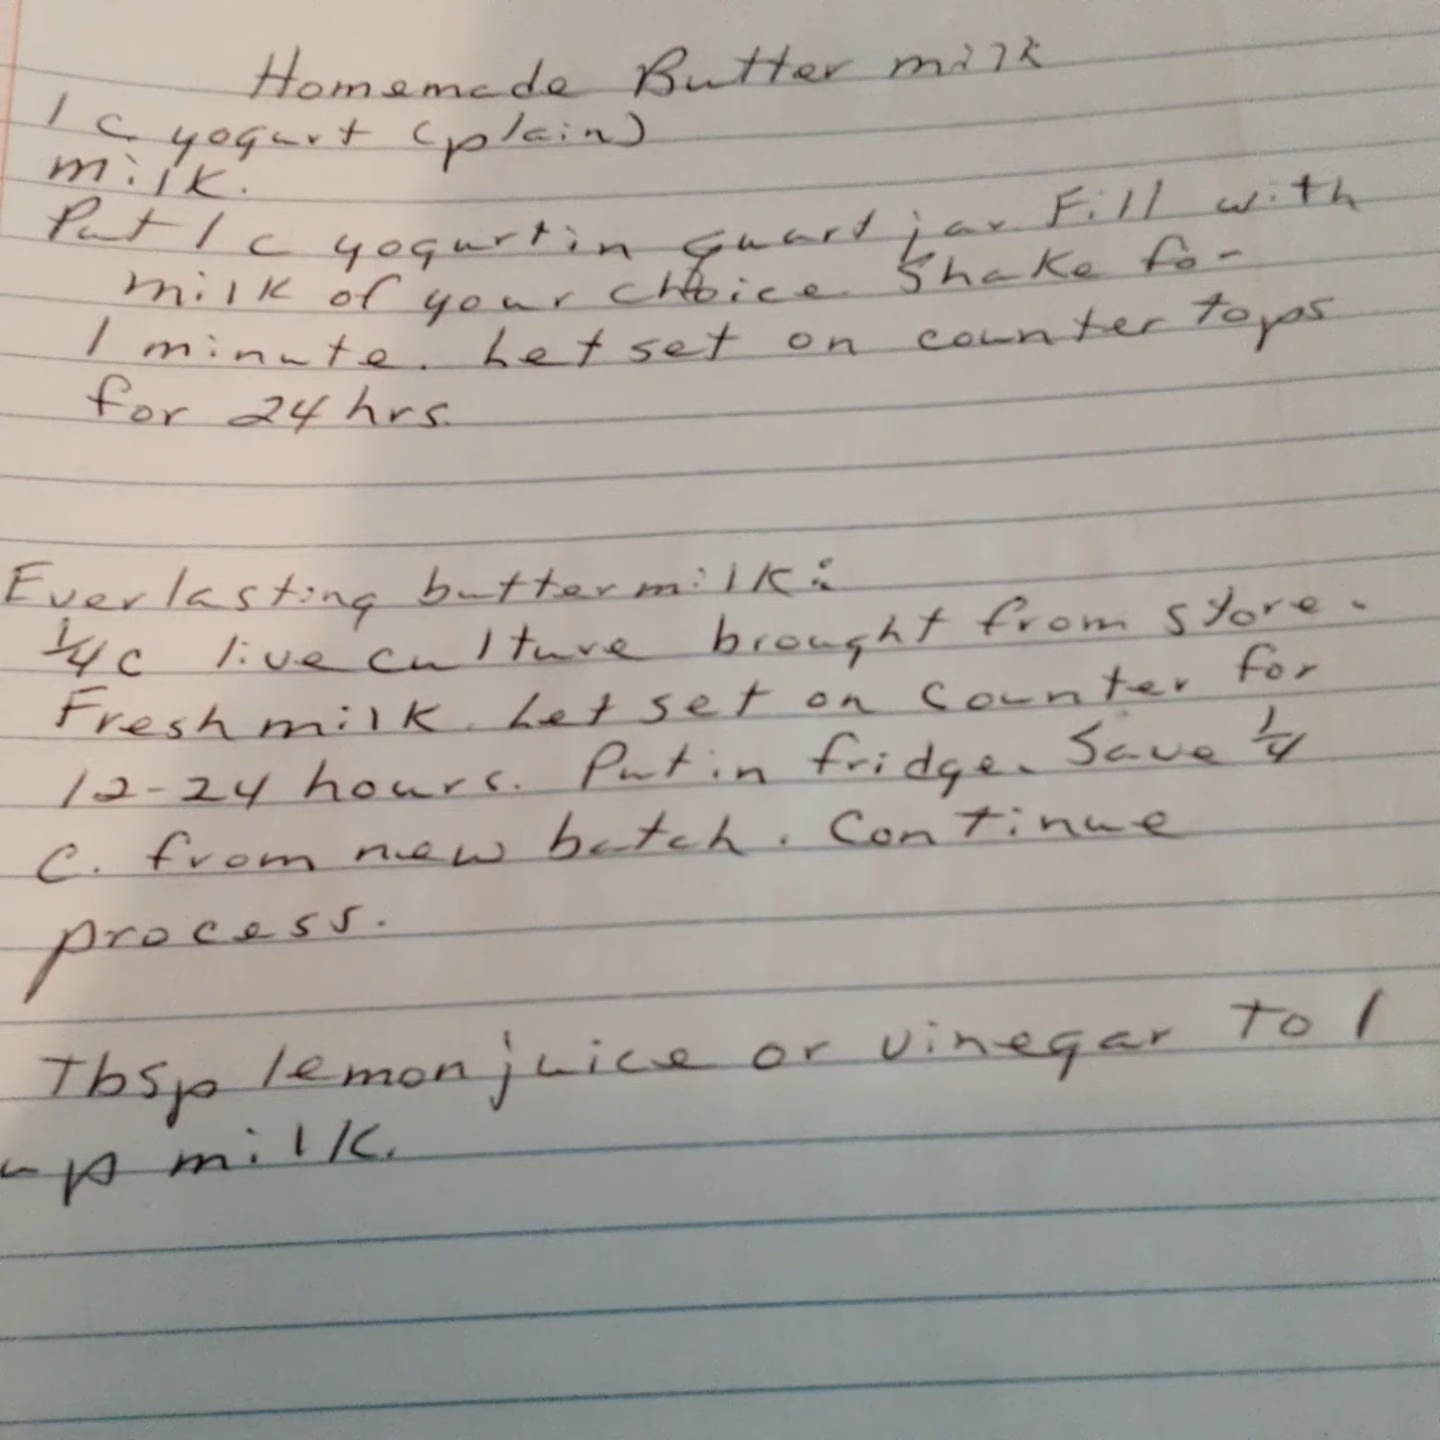 Homemade Butter milk
1 c yogurt (plain)
milk.
Put 1 c yogurt in quart jar Fill with
milk of your choice. Shake for
1 minute. Let set on counter tops
for 24 hrs.
Everlasting buttermilk:
1/4 c live culture brought from store.
Fresh milk. Let set on counter for
12-24 hours. Put in fridge. Save 1/4
c. from new batch. Continue
process.
Tbsp lemon juice or vinegar to 1
up milk.